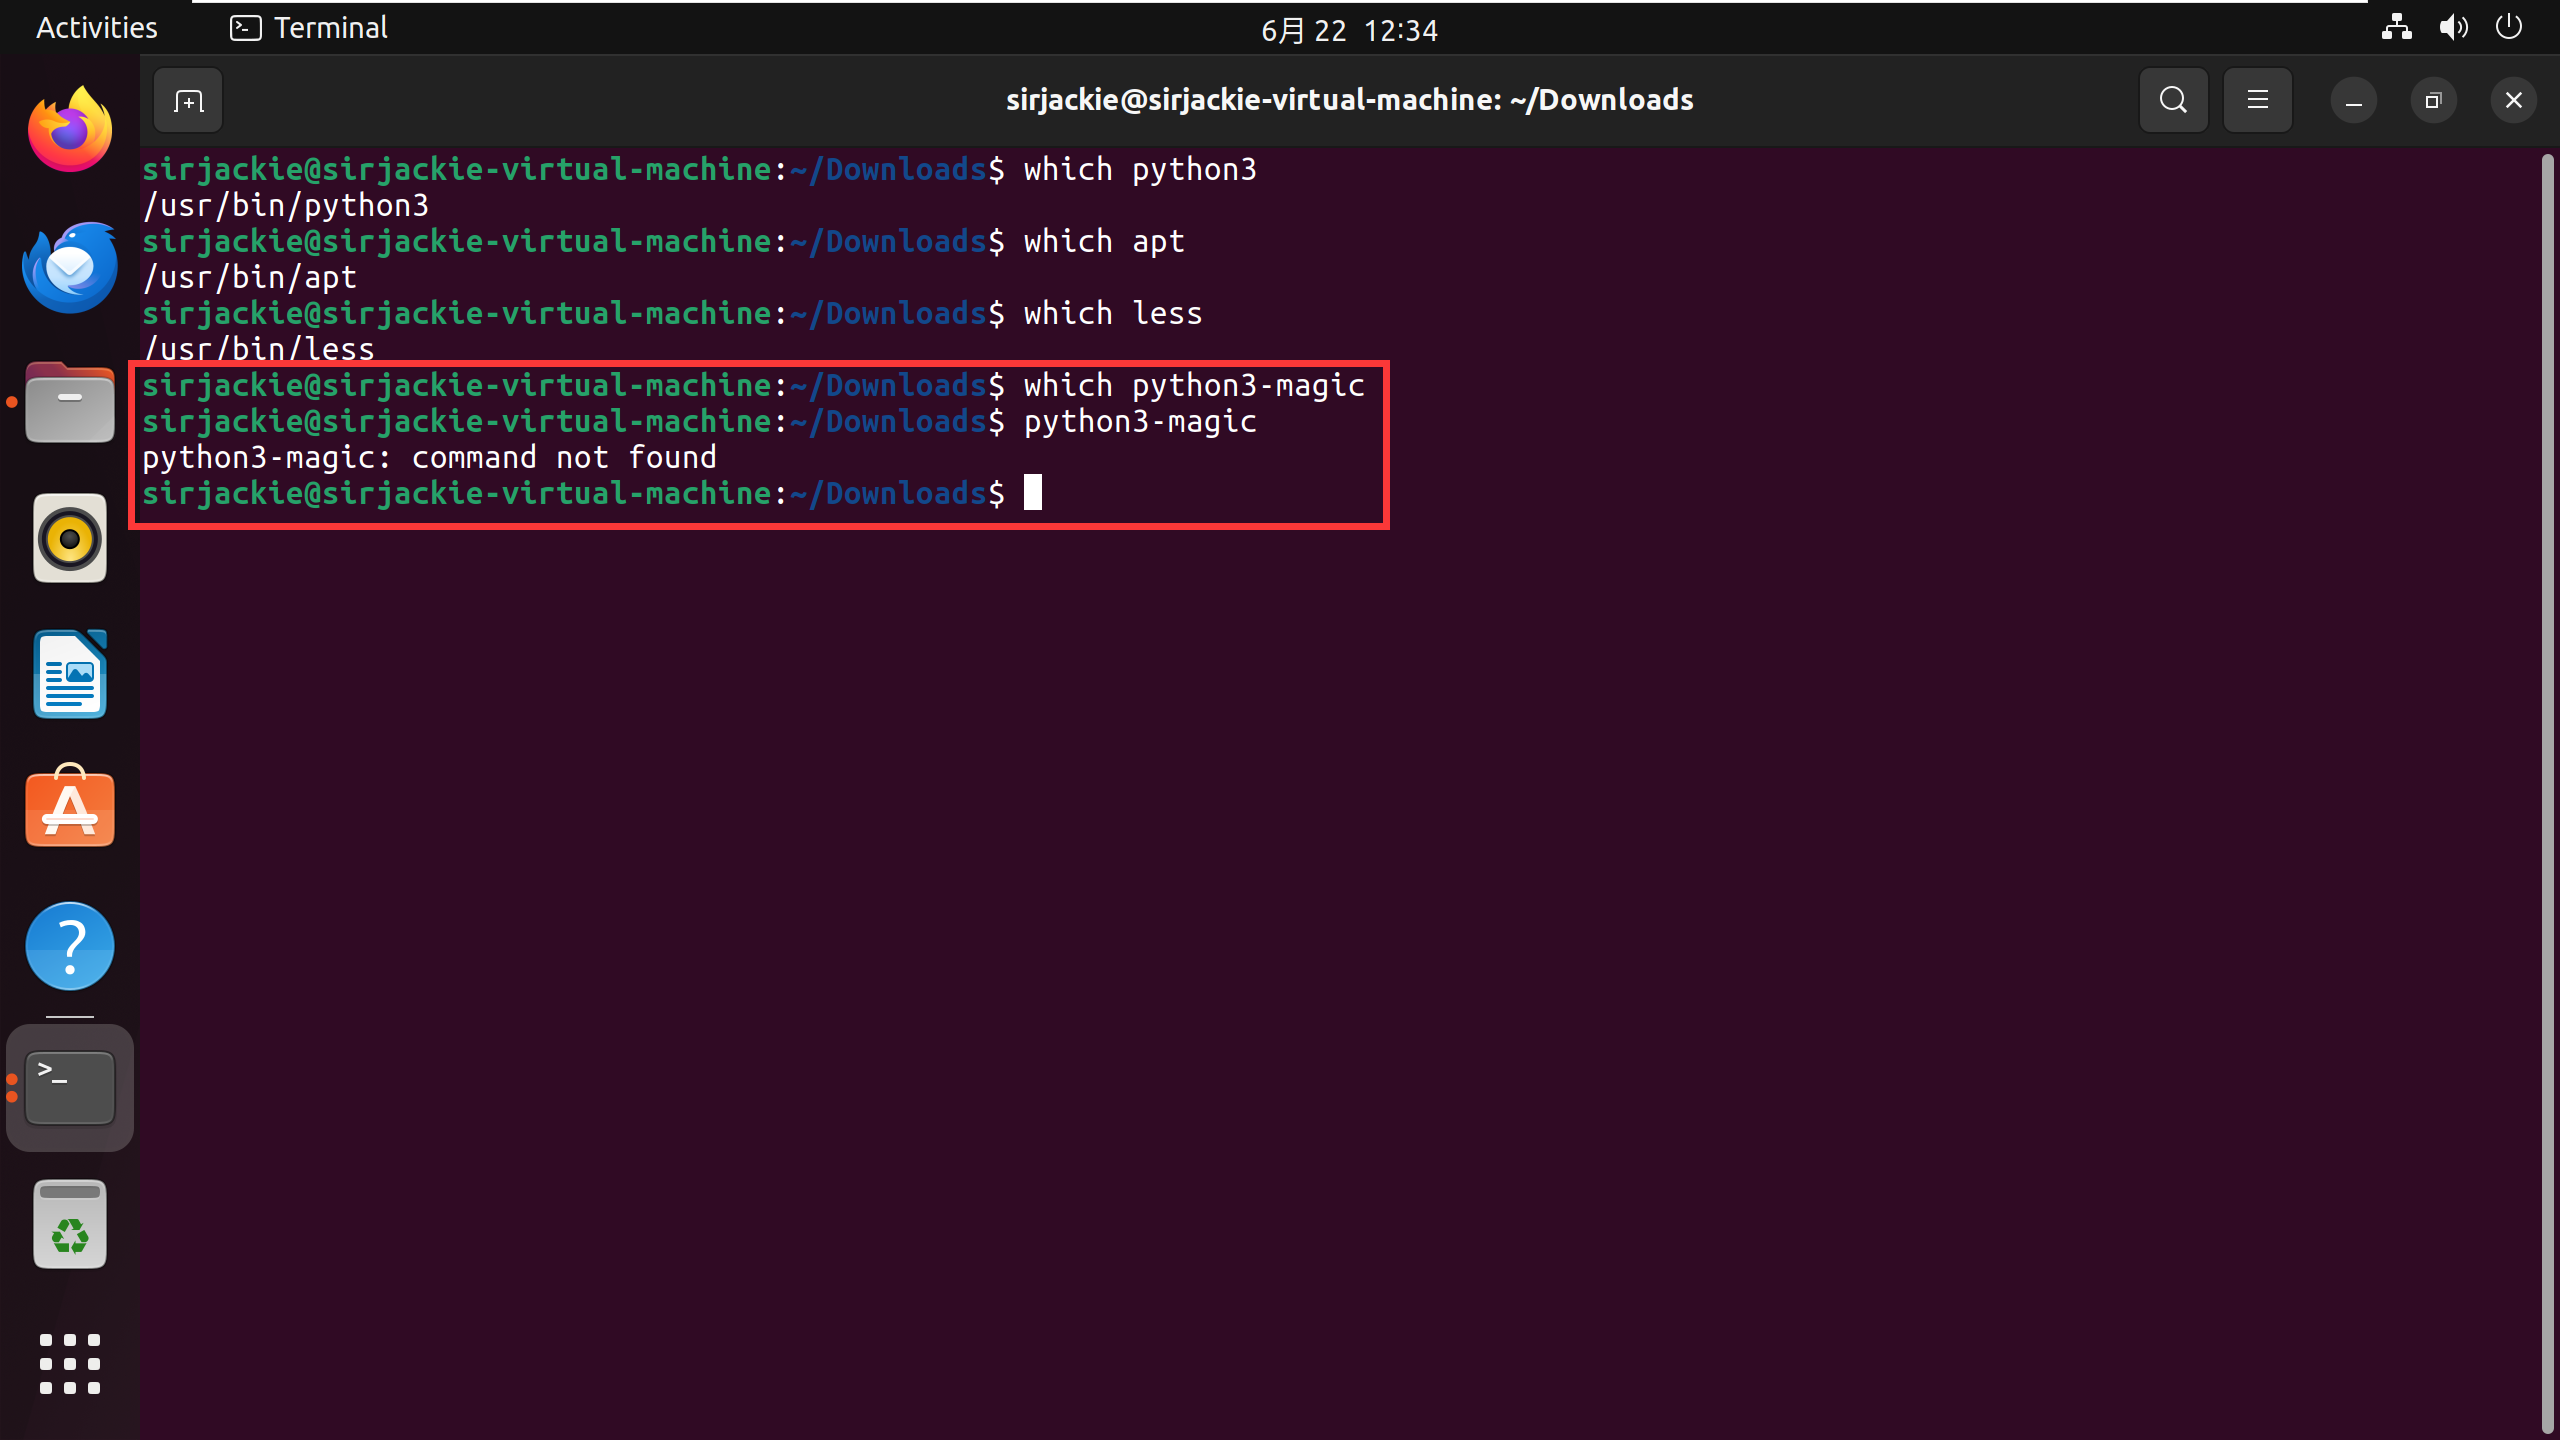 Activities Terminal 6月 22 12:34
sirjackie@sirjackie-virtual-machine: ~/Downloads
sirjackie@sirjackie-virtual-machine:~/Downloads$ which python3
/usr/bin/python3
sirjackie@sirjackie-virtual-machine:~/Downloads$ which apt
/usr/bin/apt
sirjackie@sirjackie-virtual-machine:~/Downloads$ which less
/usr/bin/less
sirjackie@sirjackie-virtual-machine:~/Downloads$ which python3-magic
sirjackie@sirjackie-virtual-machine:~/Downloads$ python3-magic
python3-magic: command not found
sirjackie@sirjackie-virtual-machine:~/Downloads$